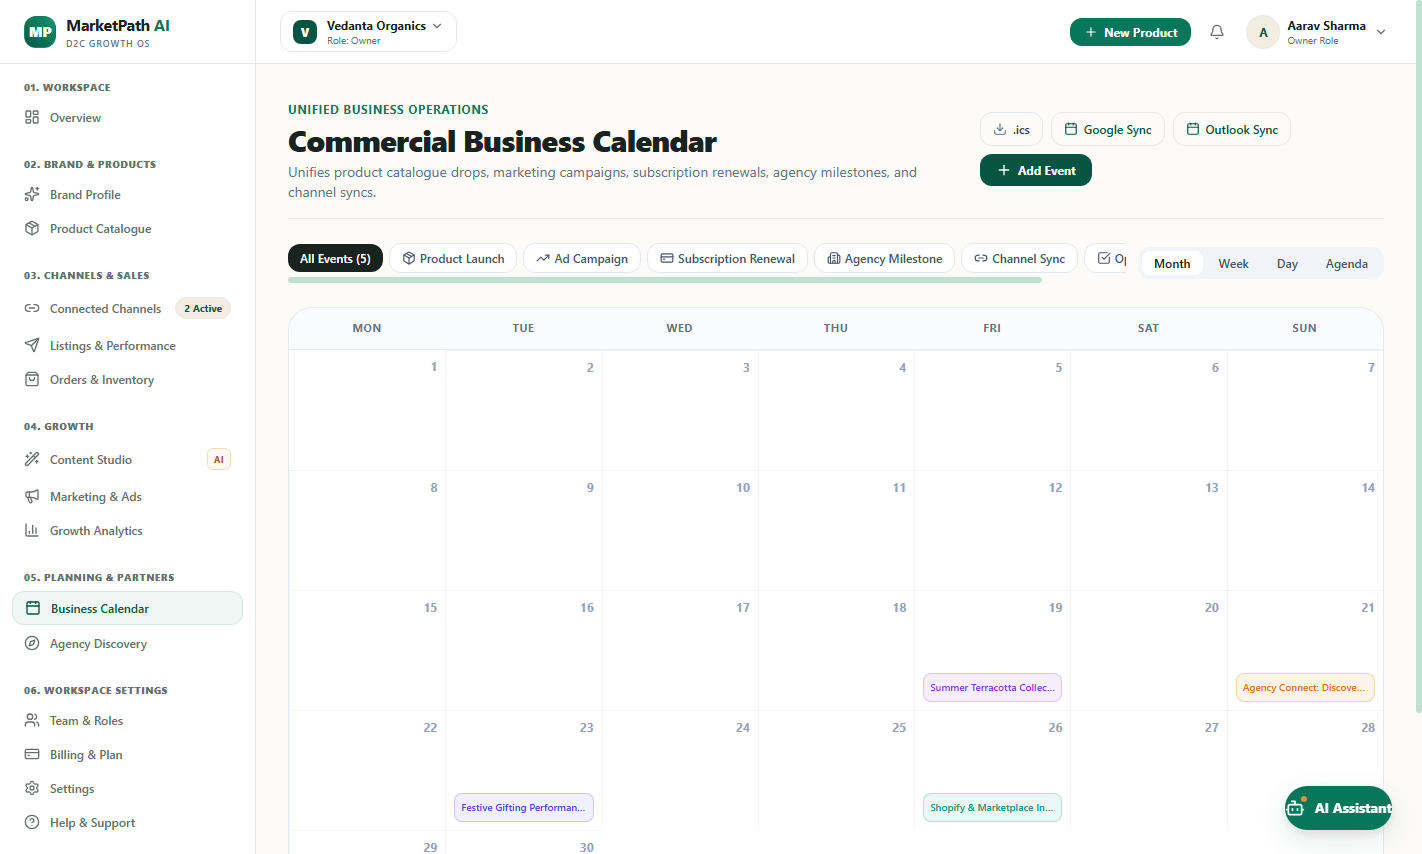 MP
MarketPath AI
D2C GROWTH OS
V
Vedanta Organics
Role: Owner
New Product
A
Aarav Sharma
Owner Role
01. WORKSPACE
Overview
02. BRAND & PRODUCTS
Brand Profile
Product Catalogue
03. CHANNELS & SALES
Connected Channels
2 Active
Listings & Performance
Orders & Inventory
04. GROWTH
Content Studio
AI
Marketing & Ads
Growth Analytics
05. PLANNING & PARTNERS
Business Calendar
Agency Discovery
06. WORKSPACE SETTINGS
Team & Roles
Billing & Plan
Settings
Help & Support
UNIFIED BUSINESS OPERATIONS
Commercial Business Calendar
Unifies product catalogue drops, marketing campaigns, subscription renewals, agency milestones, and
channel syncs.
.ics
Google Sync
Outlook Sync
Add Event
All Events (5)
Product Launch
Ad Campaign
Subscription Renewal
Agency Milestone
Channel Sync
Month
Week
Day
Agenda
MON TUE WED THU FRI SAT SUN
1 2 3 4 5 6 7
8 9 10 11 12 13 14
15 16 17 18 19 20 21
Summer Terracotta Collec...
Agency Connect: Discove...
22 23 24 25 26 27 28
Festive Gifting Performan...
Shopify & Marketplace In...
29 30
AI Assistant